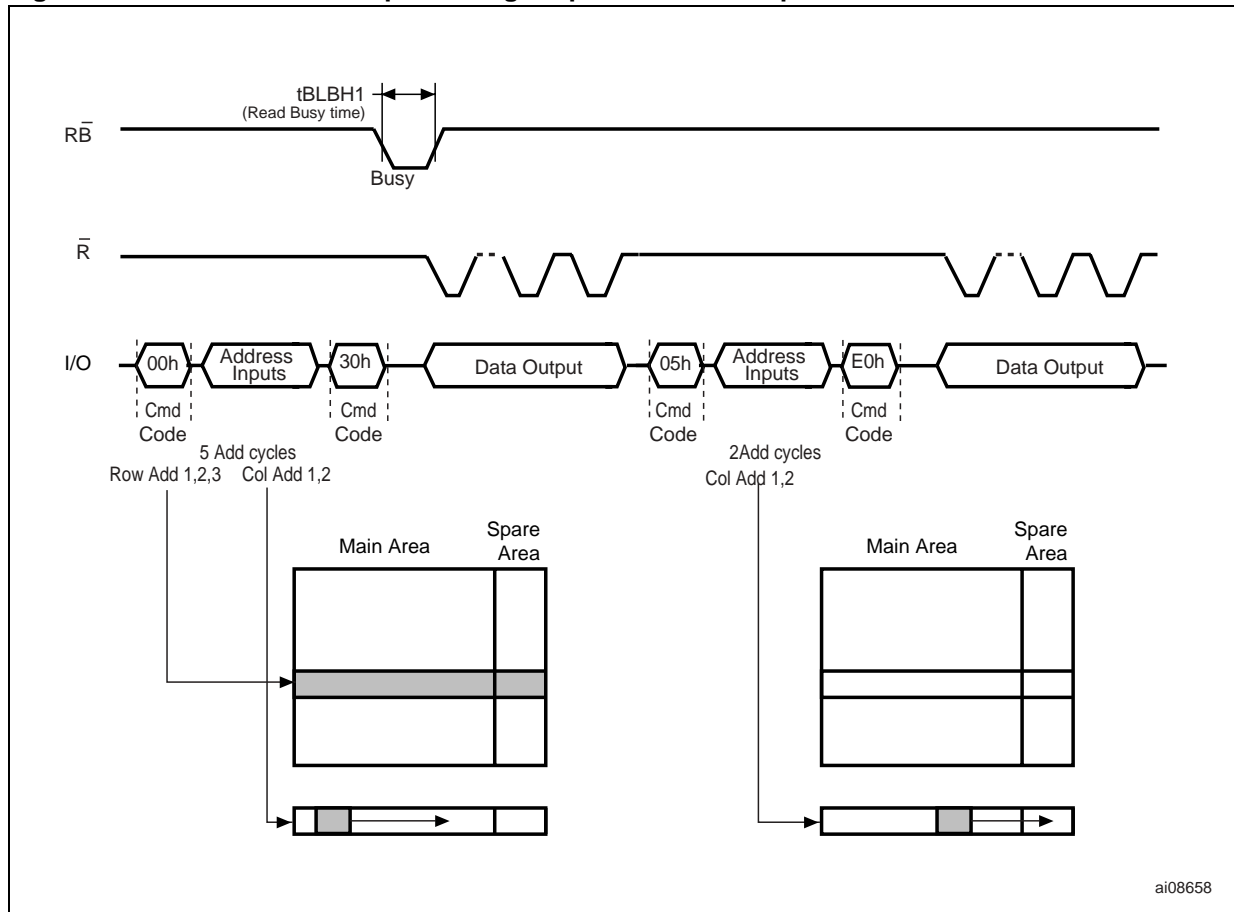 tBLBH1
(Read Busy time)
RB̅
Busy
R̅
I/O
00h
Address
Inputs
30h
Data Output
05h
Address
Inputs
E0h
Data Output
Cmd
Code
Cmd
Code
Cmd
Code
Cmd
Code
5 Add cycles
Row Add 1,2,3
Col Add 1,2
2Add cycles
Col Add 1,2
Main Area
Spare
Area
Main Area
Spare
Area
ai08658